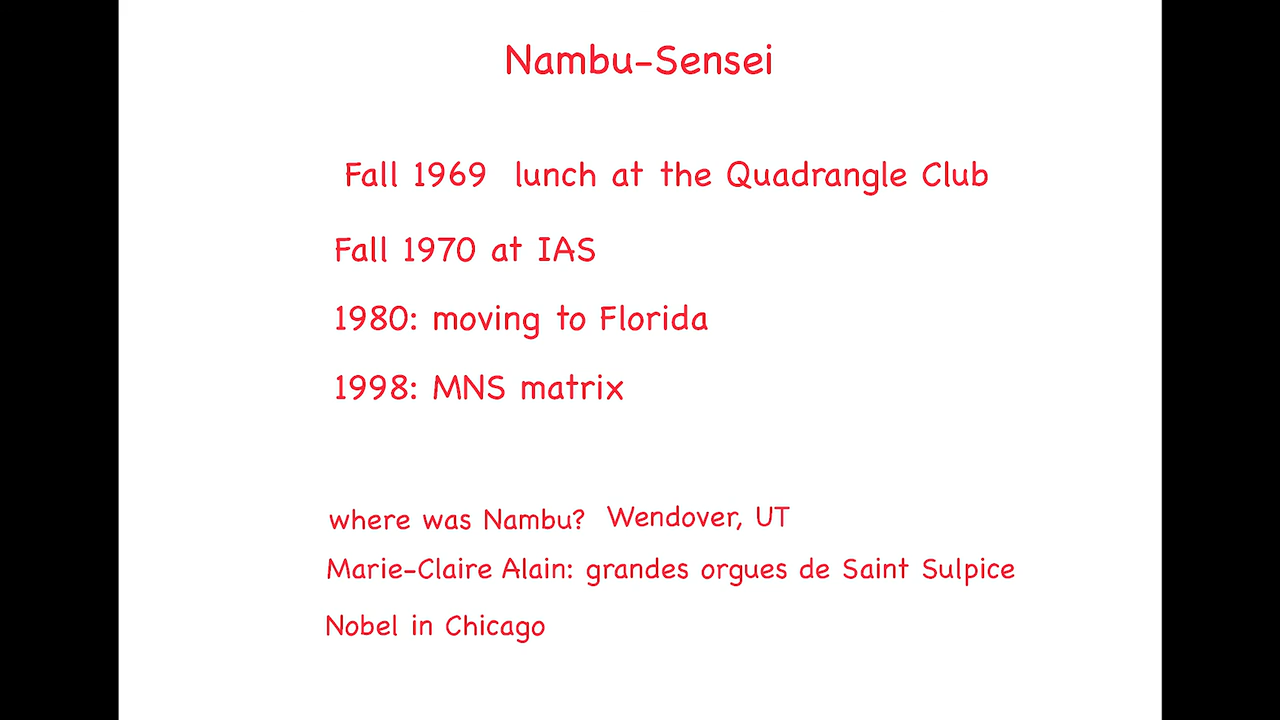 Nambu-Sensei
Fall 1969 lunch at the Quadrangle Club
Fall 1970 at IAS
1980: moving to Florida
1998: MNS matrix
where was Nambu? Wendover, UT
Marie-Claire Alain: grandes orgues de Saint Sulpice
Nobel in Chicago